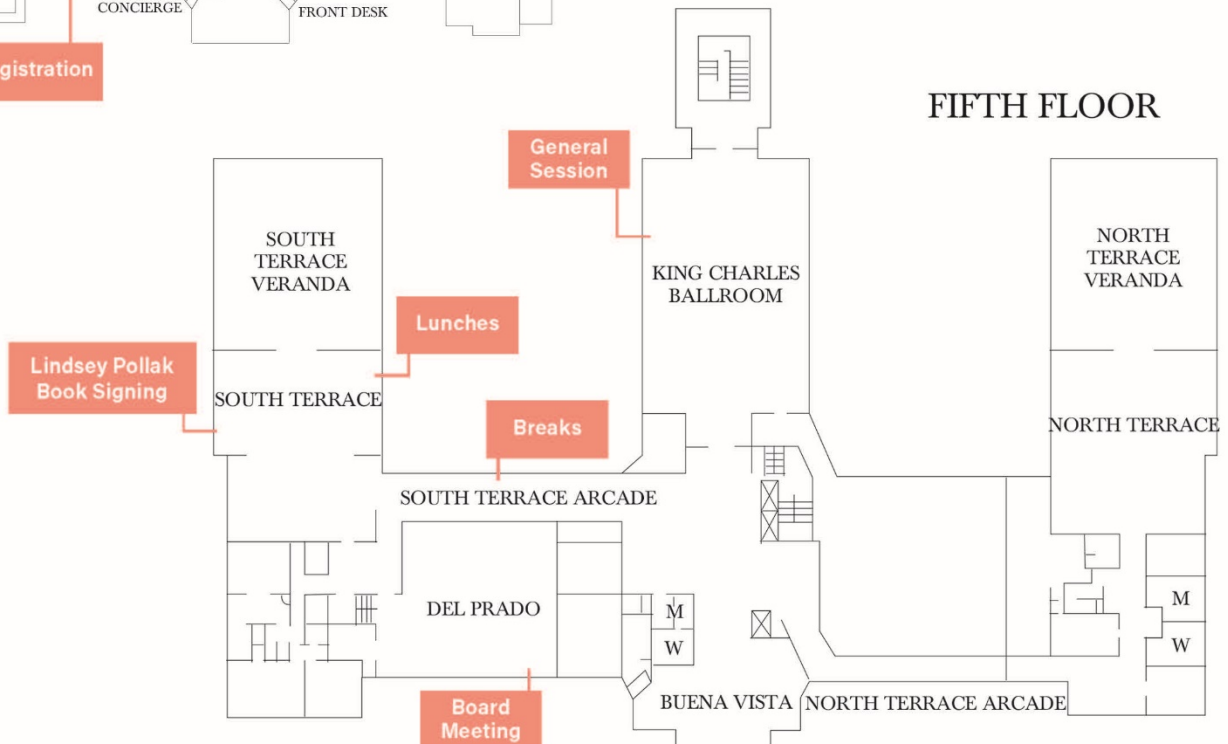 CONCIERGE
FRONT DESK
gistration
FIFTH FLOOR
General
Session
SOUTH
TERRACE
VERANDA
KING CHARLES
BALLROOM
NORTH
TERRACE
VERANDA
Lunches
Lindsey Pollak
Book Signing
SOUTH TERRACE
Breaks
NORTH TERRACE
SOUTH TERRACE ARCADE
DEL PRADO
M
W
M
W
BUENA VISTA
NORTH TERRACE ARCADE
Board
Meeting